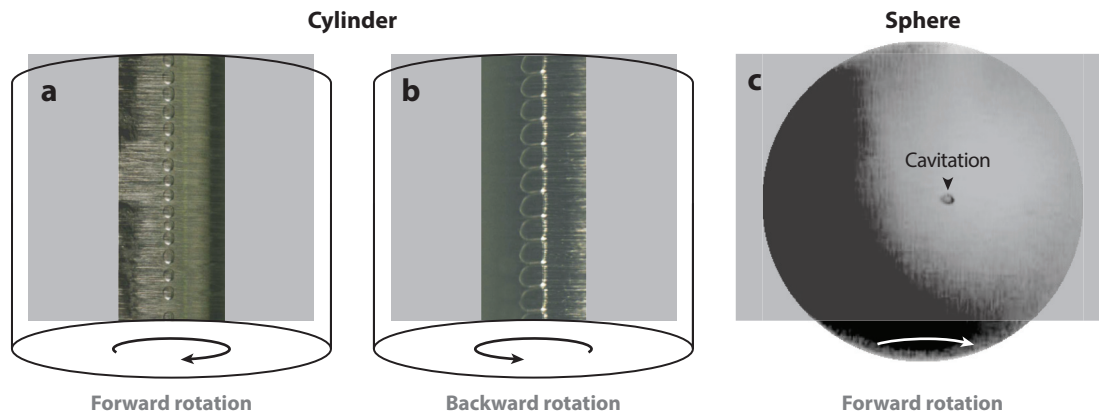 Cylinder
Sphere
a
b
c
Cavitation
Forward rotation
Backward rotation
Forward rotation